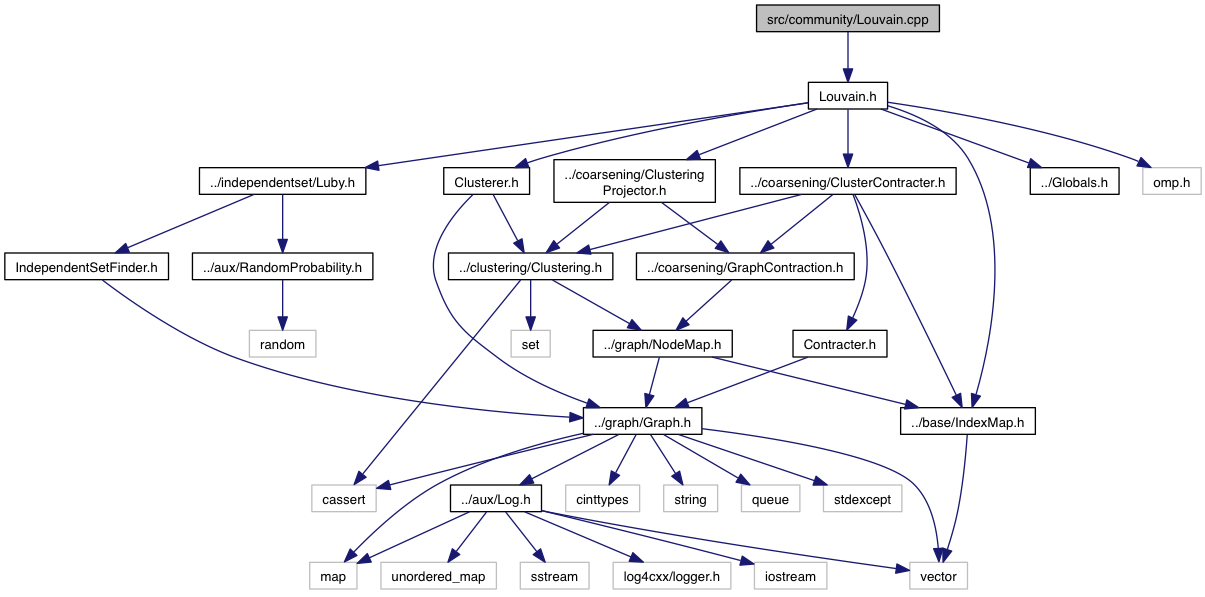 src/community/Louvain.cpp
Louvain.h
../independentset/Luby.h
Clusterer.h
../coarsening/Clustering
Projector.h
../coarsening/ClusterContracter.h
../Globals.h
omp.h
IndependentSetFinder.h
../aux/RandomProbability.h
../clustering/Clustering.h
../coarsening/GraphContraction.h
random
set
../graph/NodeMap.h
Contracter.h
../graph/Graph.h
../base/IndexMap.h
cassert
../aux/Log.h
cinttypes
string
queue
stdexcept
map
unordered_map
sstream
log4cxx/logger.h
iostream
vector